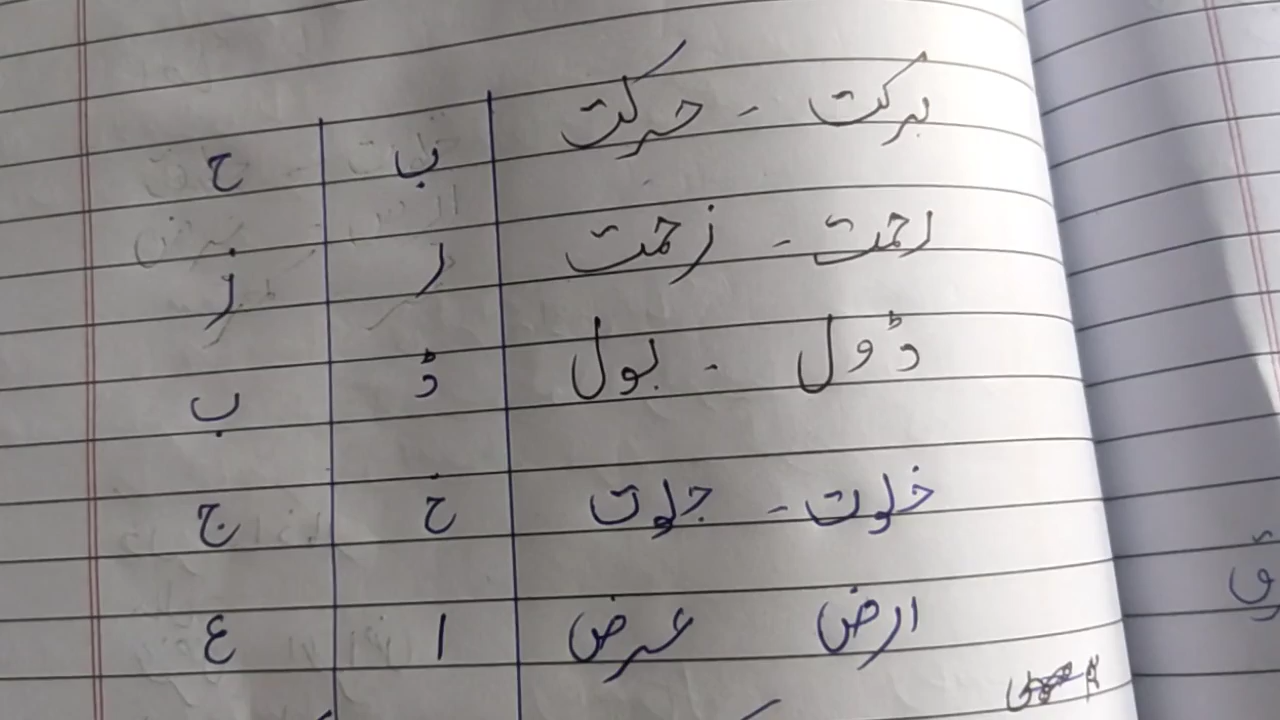 برکت - حرکت ب ح
رحمت - زحمت ر ز
ڈول - بول ڈ ب
خلوت - جلوت خ ج
ارض عرض ا ع